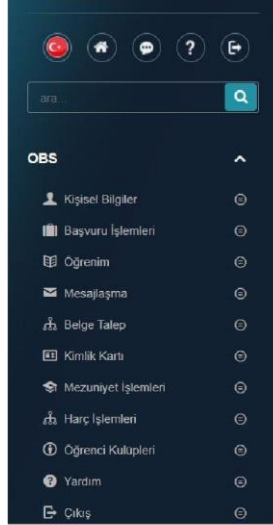 ara...
OBS
Kişisel Bilgiler
Başvuru İşlemleri
Öğrenim
Mesajlaşma
Belge Talep
Kimlik Kartı
Mezuniyet İşlemleri
Harç İşlemleri
Öğrenci Kulüpleri
Yardım
Çıkış